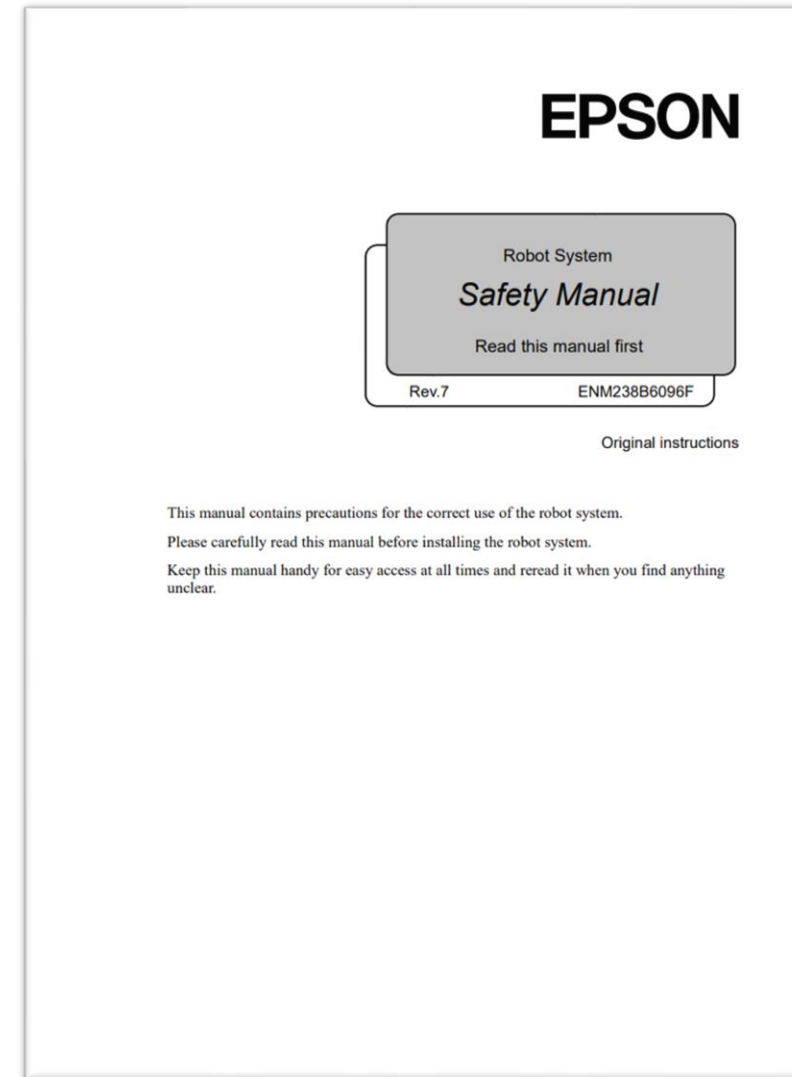 EPSON
Robot System
Safety Manual
Read this manual first
Rev.7 ENM238B6096F
Original instructions
This manual contains precautions for the correct use of the robot system.
Please carefully read this manual before installing the robot system.
Keep this manual handy for easy access at all times and reread it when you find anything
unclear.